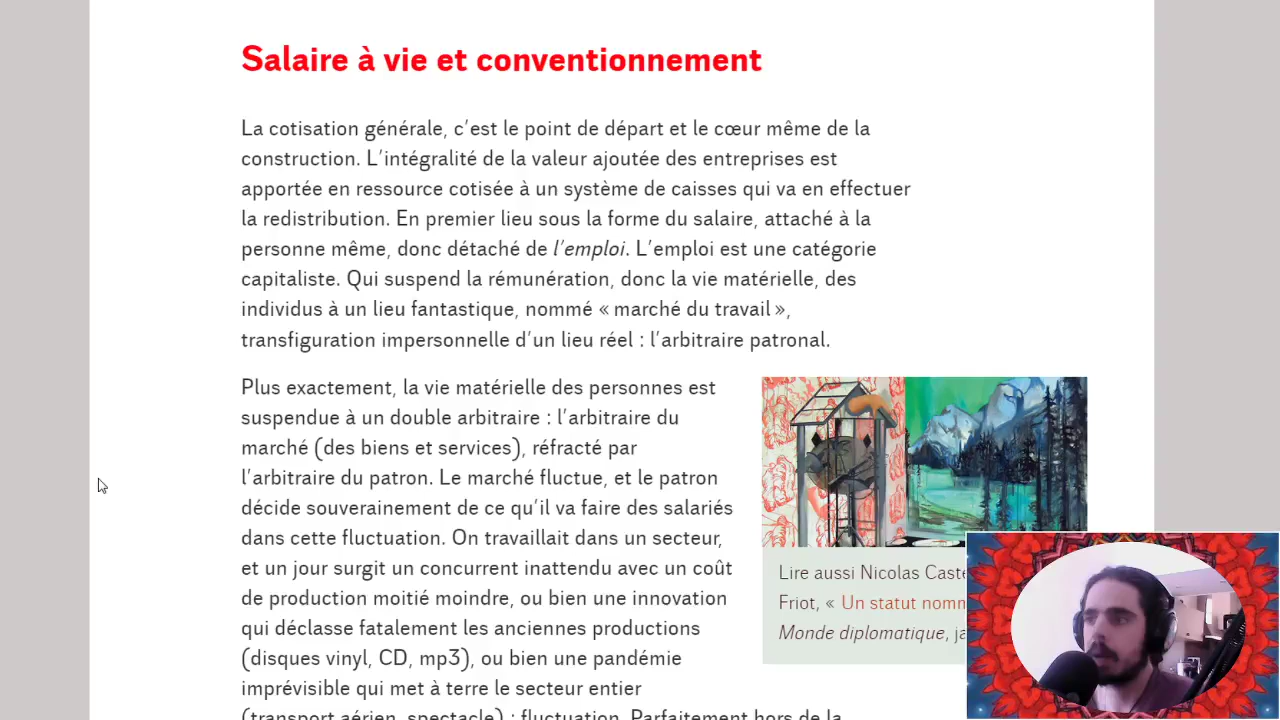 Salaire à vie et conventionnement
La cotisation générale, c’est le point de départ et le cœur même de la
construction. L’intégralité de la valeur ajoutée des entreprises est
apportée en ressource cotisée à un système de caisses qui va en effectuer
la redistribution. En premier lieu sous la forme du salaire, attaché à la
personne même, donc détaché de l’emploi. L’emploi est une catégorie
capitaliste. Qui suspend la rémunération, donc la vie matérielle, des
individus à un lieu fantastique, nommé « marché du travail »,
transfiguration impersonnelle d’un lieu réel : l’arbitraire patronal.
Plus exactement, la vie matérielle des personnes est
suspendue à un double arbitraire : l’arbitraire du
marché (des biens et services), réfracté par
l’arbitraire du patron. Le marché fluctue, et le patron
décide souverainement de ce qu’il va faire des salariés
dans cette fluctuation. On travaillait dans un secteur,
et un jour surgit un concurrent inattendu avec un coût
de production moitié moindre, ou bien une innovation
qui déclasse fatalement les anciennes productions
(disques vinyl, CD, mp3), ou bien une pandémie
imprévisible qui met à terre le secteur entier
(transport aérien, spectacle) : fluctuation. Parfaitement hors de la
Lire aussi Nicolas
Friot, « Un statut
Monde diplomatique,